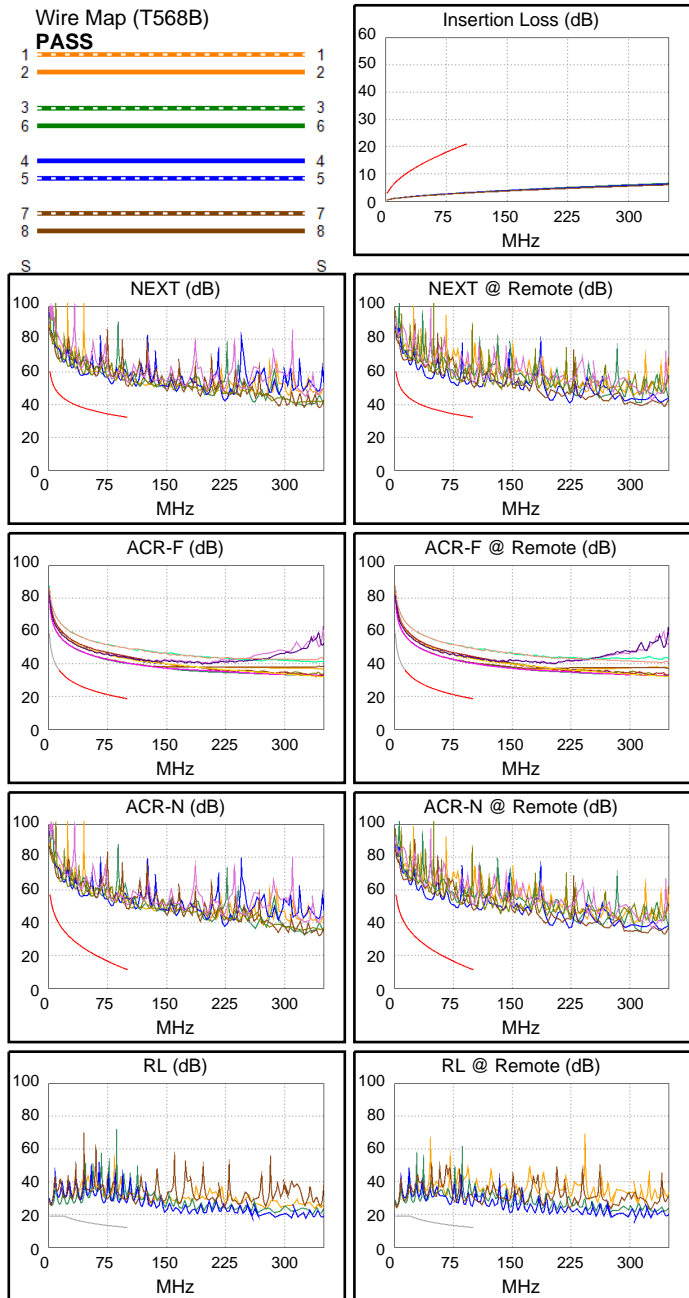 Wire Map (T568B)
PASS
1 1
2 2
3 3
6 6
4 4
5 5
7 7
8 8
S S
Insertion Loss (dB)
60
50
40
30
20
10
0
0 75 150 225 300
MHz
NEXT (dB)
100
80
60
40
20
0
0 75 150 225 300
MHz
NEXT @ Remote (dB)
100
80
60
40
20
0
0 75 150 225 300
MHz
ACR-F (dB)
100
80
60
40
20
0
0 75 150 225 300
MHz
ACR-F @ Remote (dB)
100
80
60
40
20
0
0 75 150 225 300
MHz
ACR-N (dB)
100
80
60
40
20
0
0 75 150 225 300
MHz
ACR-N @ Remote (dB)
100
80
60
40
20
0
0 75 150 225 300
MHz
RL (dB)
100
80
60
40
20
0
0 75 150 225 300
MHz
RL @ Remote (dB)
100
80
60
40
20
0
0 75 150 225 300
MHz